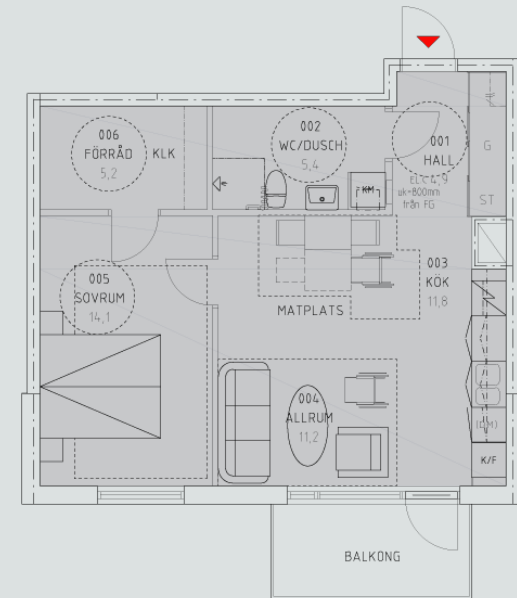 006
FÖRRÅD
5,2
KLK
002
WC/DUSCH
5,4
KM
001
HALL
4,9
EL
uk=800mm
från FG
G
ST
003
KÖK
11,8
MATPLATS
005
SOVRUM
14,1
004
ALLRUM
11,2
(DM)
K/F
BALKONG